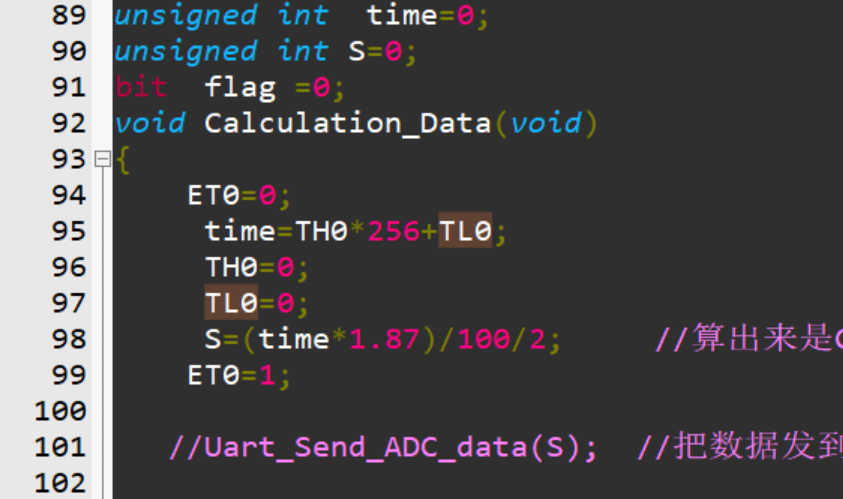 89 unsigned int  time=0;
90 unsigned int S=0;
91 bit  flag =0;
92 void Calculation_Data(void)
93 {
94     ET0=0;
95      time=TH0*256+TL0;
96      TH0=0;
97      TL0=0;
98      S=(time*1.87)/100/2;     //算出来是
99     ET0=1;
100
101    //Uart_Send_ADC_data(S);  //把数据发到
102